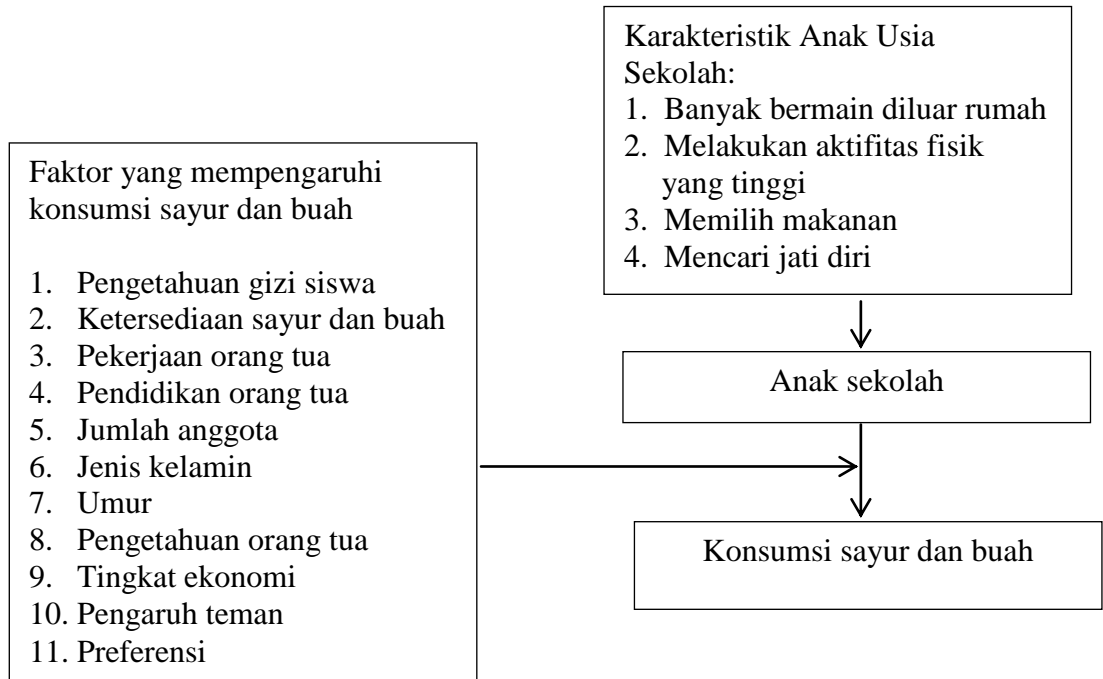 Karakteristik Anak Usia
Sekolah:
1. Banyak bermain diluar rumah
2. Melakukan aktifitas fisik
yang tinggi
3. Memilih makanan
4. Mencari jati diri
Faktor yang mempengaruhi
konsumsi sayur dan buah
1. Pengetahuan gizi siswa
2. Ketersediaan sayur dan buah
3. Pekerjaan orang tua
4. Pendidikan orang tua
5. Jumlah anggota
6. Jenis kelamin
7. Umur
8. Pengetahuan orang tua
9. Tingkat ekonomi
10. Pengaruh teman
11. Preferensi
Anak sekolah
Konsumsi sayur dan buah